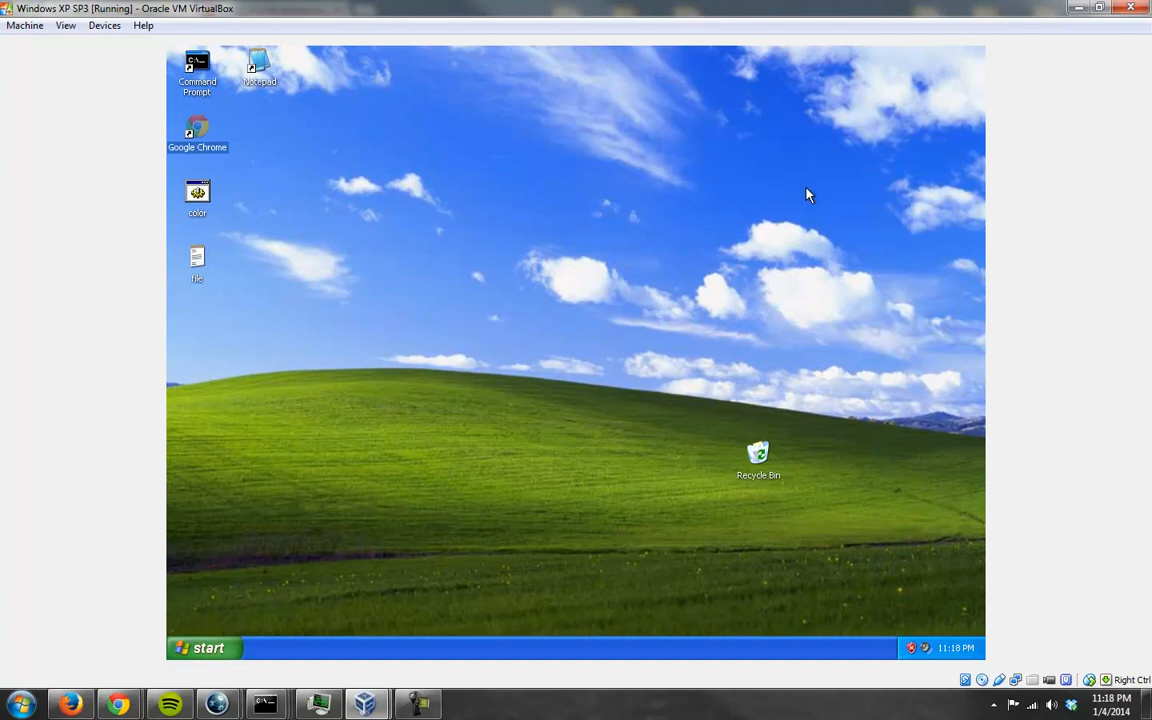 Windows XP SP3 [Running] - Oracle VM VirtualBox
Machine View Devices Help
C:\_
Command Prompt
Notepad
Google Chrome
color
file
Recycle Bin
start
11:18 PM
Right Ctrl
11:18 PM
1/4/2014